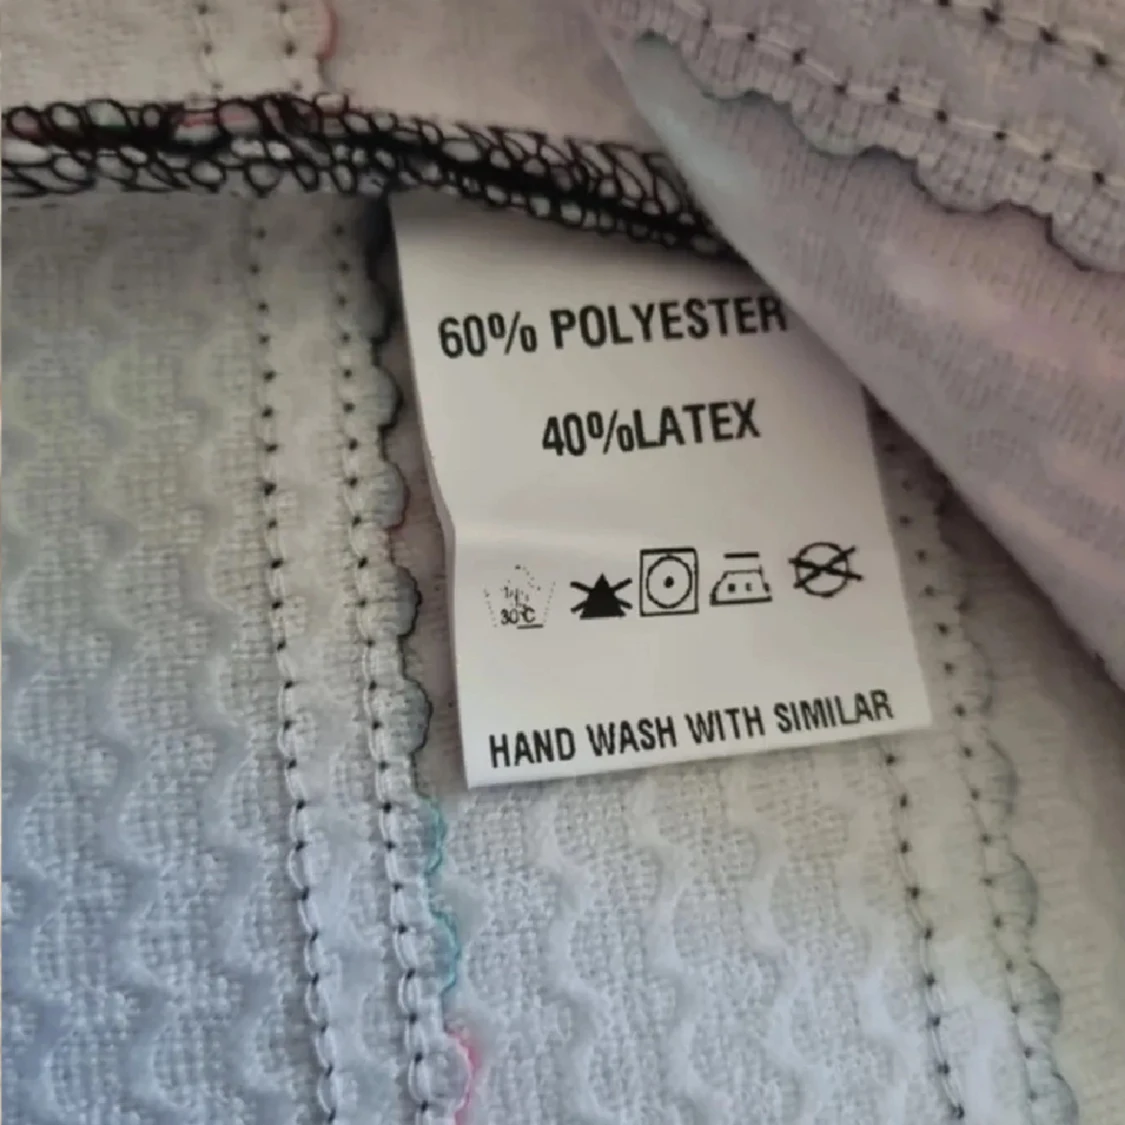 60% POLYESTER
40%LATEX
30°C
HAND WASH WITH SIMILAR